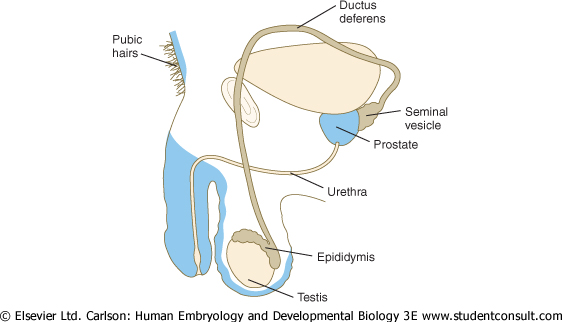 Ductus
deferens
Pubic
hairs
Seminal
vesicle
Prostate
Urethra
Epididymis
Testis
© Elsevier Ltd. Carlson: Human Embryology and Developmental Biology 3E www.studentconsult.com